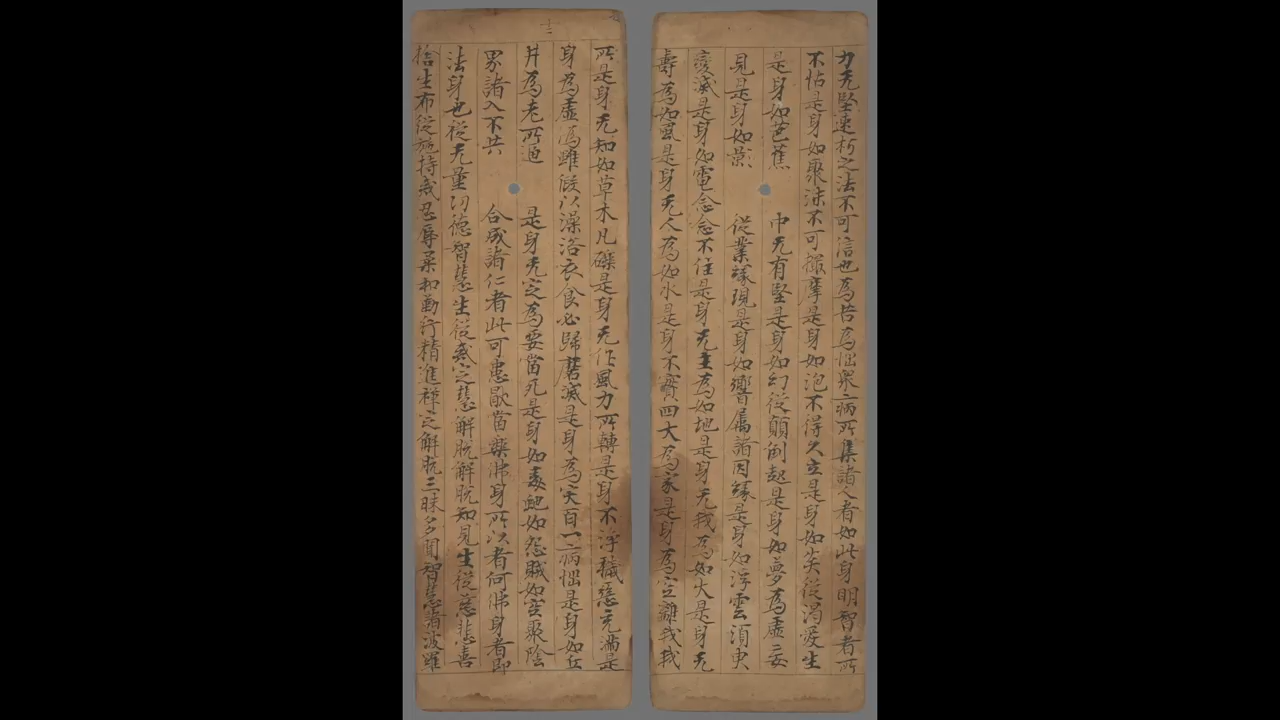 力无堅速朽之法不可信也為苦為惱衆病所集諸人者如此身明智者所
不怙是身如聚沫不可撮摩是身如泡不得久立是身如炎從渴愛生
是身如芭蕉 中无有堅是身如幻從顛倒起是身如夢為虛妄
見是身如影 從業緣現是身如響屬諸因緣是身如浮雲須臾
變滅是身如電念念不住是身无主為如地是身无我為如火是身无
壽為如風是身无人為如水是身不實四大為家是身為空離我我
所是身无知如草木凡礫是身无作風力所轉是身不淨穢惡充滿是
身為虛偽雖假以澡浴衣食必歸磨滅是身為灾百一病惱是身如丘
井為老所逼 是身无定為要當死是身如毒虵如怨賊如空聚陰
界諸入不共 合成諸仁者此可患猒當樂佛身所以者何佛身者即
法身也從无量功德智慧生從戒定慧解脫解脫知見生從慈悲喜
捨生布從施持戒忍辱柔和勤行精進禪定解脫三昧多聞智慧諸波羅